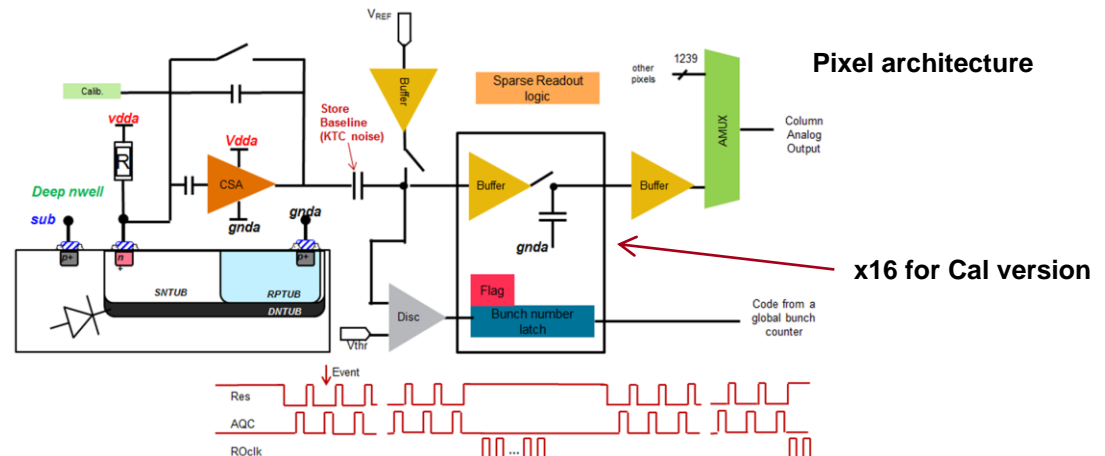 Pixel architecture
VREF
Buffer
Sparse Readout
logic
other
pixels
1239
AMUX
Column
Analog
Output
Calib.
vdda
R
Store
Baseline
(KTC noise)
Vdda
CSA
gnda
Deep nwell
sub
gnda
Buffer
gnda
Buffer
x16 for Cal version
p+
n
+
p+
SNTUB
RPTUB
DNTUB
Disc
Vthr
Flag
Bunch number
latch
Code from a
global bunch
counter
Event
Res
AQC
ROclk
...